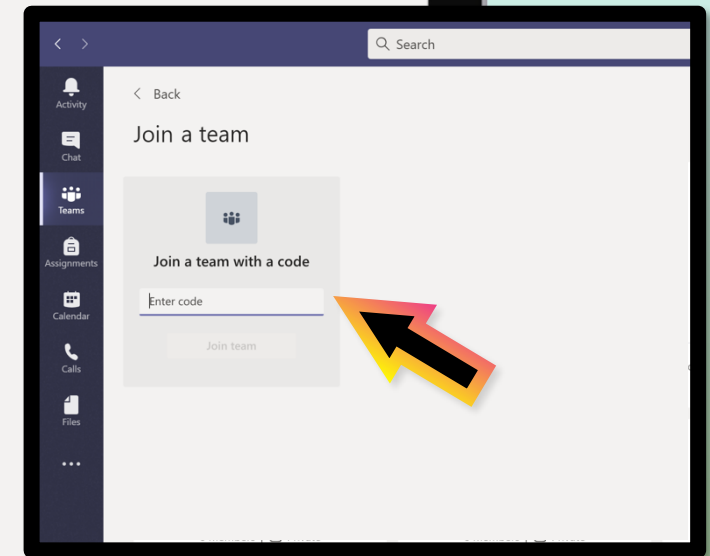 Search
Activity
Back
Join a team
Chat
Teams
Join a team with a code
Assignments
Enter code
Calendar
Join team
Calls
Files